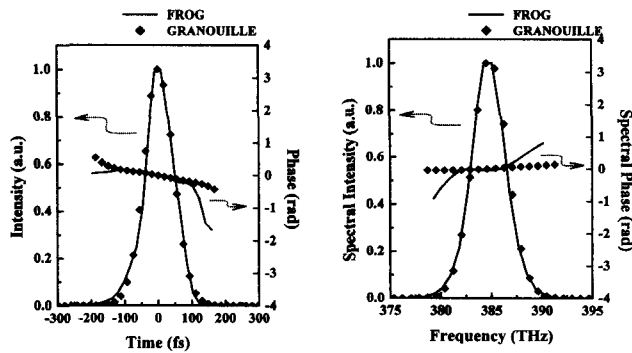 FROG
GRANOUILLE
FROG
GRANOUILLE
1.0
0.8
0.6
0.4
0.2
0.0
Intensity (a.u.)
4
3
2
1
0
-1
-2
-3
-4
Phase (rad)
-300 -200 -100 0 100 200 300
Time (fs)
1.0
0.8
0.6
0.4
0.2
0.0
Spectral Intensity (a.u.)
4
3
2
1
0
-1
-2
-3
-4
Spectral Phase (rad)
375 380 385 390 395
Frequency (THz)